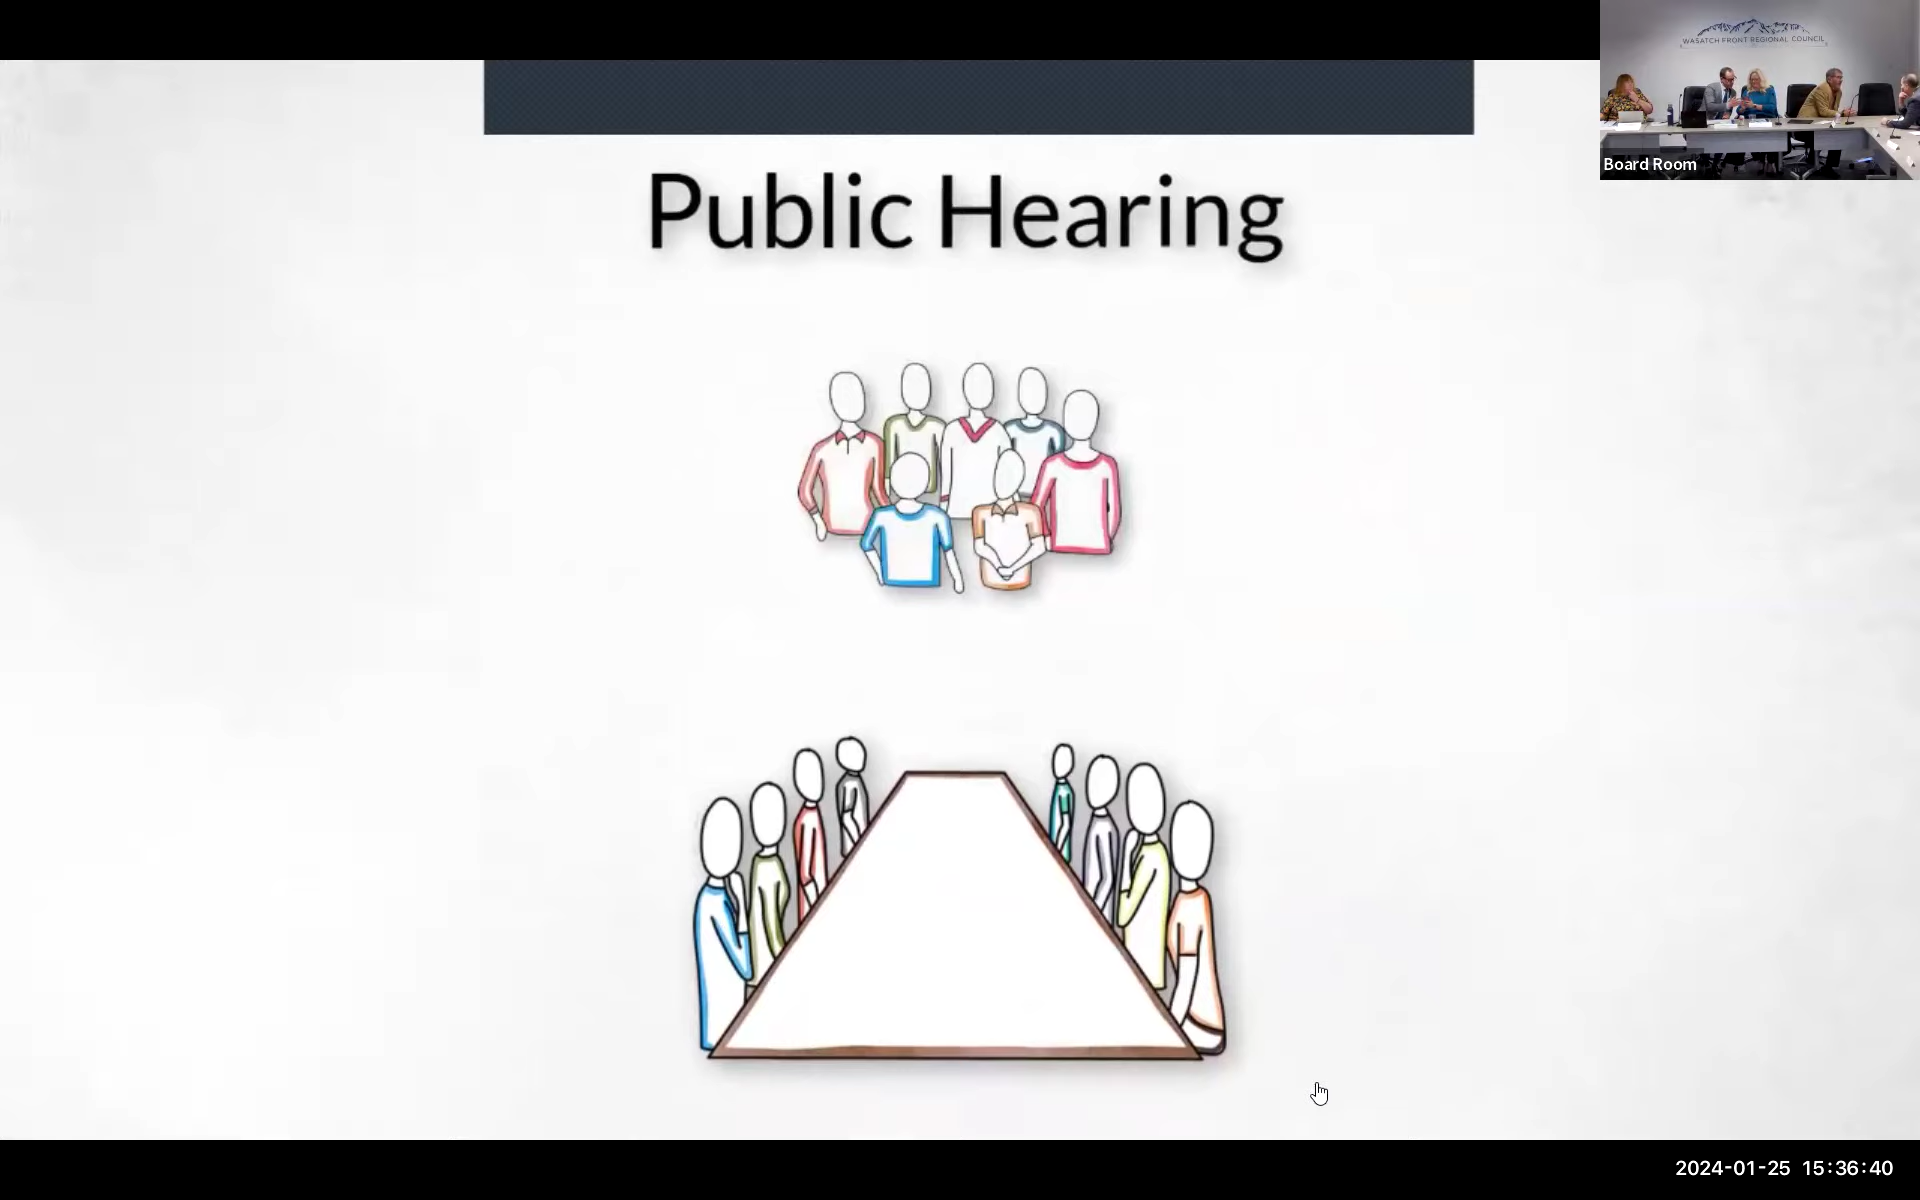 WASATCH FRONT REGIONAL COUNCIL
Board Room
Public Hearing
2024-01-25 15:36:40